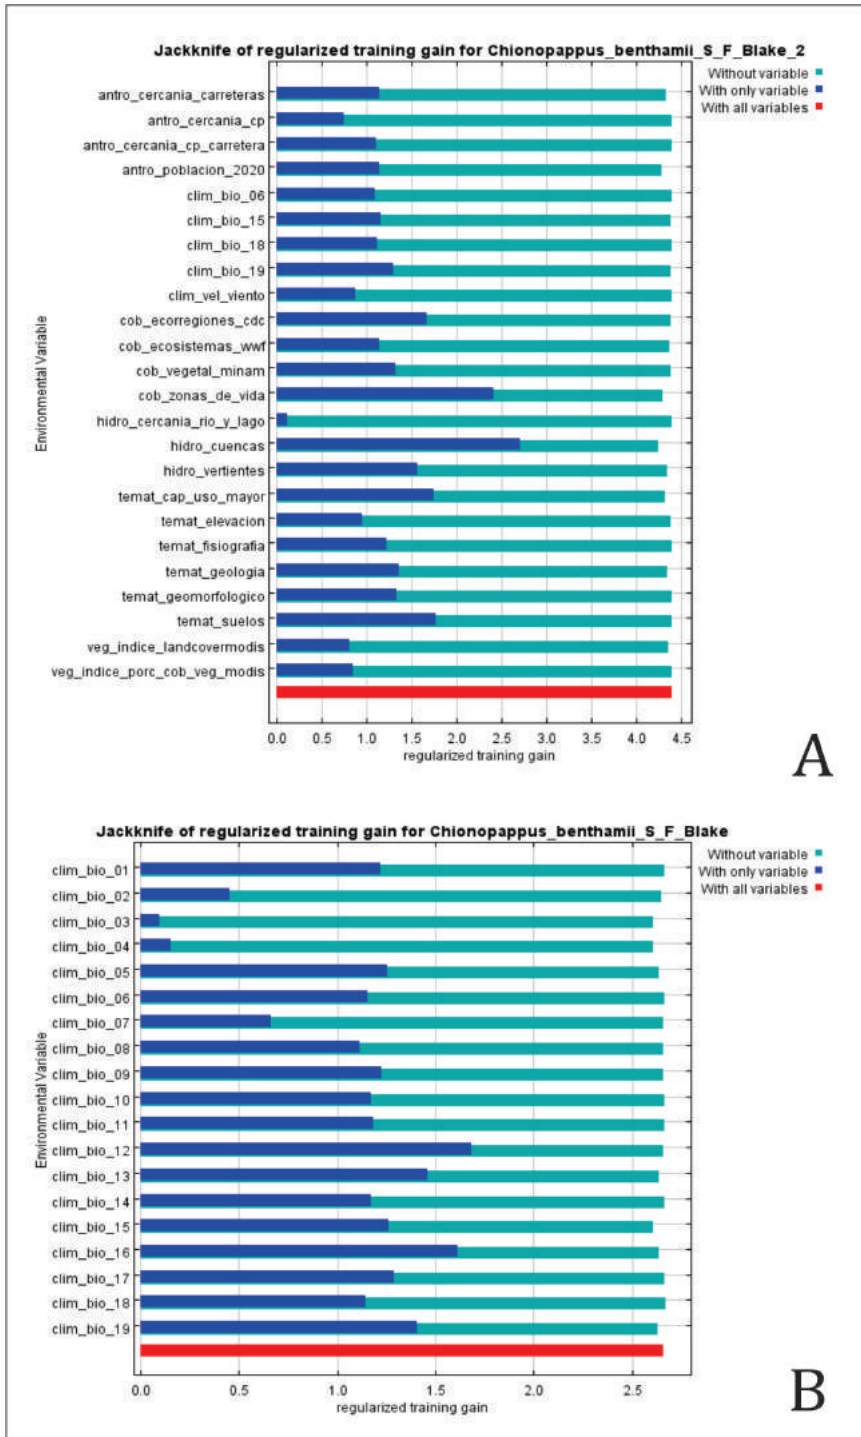 Jackknife of regularized training gain for Chionopappus_benthamii_S_F_Blake_2
Without variable
With only variable
With all variables
Environmental Variable
antro_cercania_carreteras
antro_cercania_cp
antro_cercania_cp_carretera
antro_poblacion_2020
clim_bio_06
clim_bio_15
clim_bio_18
clim_bio_19
clim_vel_viento
cob_ecorregiones_cdc
cob_ecosistemas_wwf
cob_vegetal_minam
cob_zonas_de_vida
hidro_cercania_rio_y_lago
hidro_cuencas
hidro_vertientes
temat_cap_uso_mayor
temat_elevacion
temat_fisiografia
temat_geologia
temat_geomorfologico
temat_suelos
veg_indice_landcovermodis
veg_indice_porc_cob_veg_modis
0.0 0.5 1.0 1.5 2.0 2.5 3.0 3.5 4.0 4.5
regularized training gain
A
Jackknife of regularized training gain for Chionopappus_benthamii_S_F_Blake
Without variable
With only variable
With all variables
Environmental Variable
clim_bio_01
clim_bio_02
clim_bio_03
clim_bio_04
clim_bio_05
clim_bio_06
clim_bio_07
clim_bio_08
clim_bio_09
clim_bio_10
clim_bio_11
clim_bio_12
clim_bio_13
clim_bio_14
clim_bio_15
clim_bio_16
clim_bio_17
clim_bio_18
clim_bio_19
0.0 0.5 1.0 1.5 2.0 2.5
regularized training gain
B